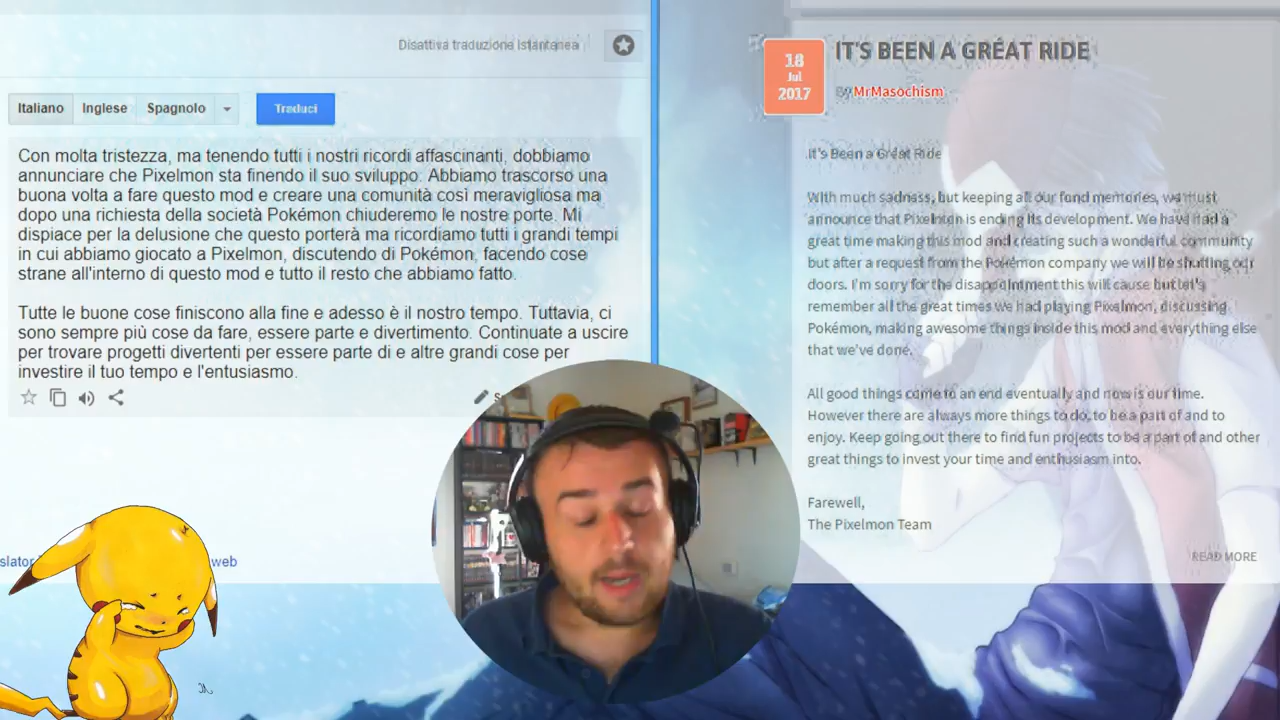 Disattiva traduzione istantanea
Italiano
Inglese
Spagnolo
Traduci
Con molta tristezza, ma tenendo tutti i nostri ricordi affascinanti, dobbiamo
annunciare che Pixelmon sta finendo il suo sviluppo. Abbiamo trascorso una
buona volta a fare questo mod e creare una comunità così meravigliosa ma
dopo una richiesta della società Pokémon chiuderemo le nostre porte. Mi
dispiace per la delusione che questo porterà ma ricordiamo tutti i grandi tempi
in cui abbiamo giocato a Pixelmon, discutendo di Pokémon, facendo cose
strane all'interno di questo mod e tutto il resto che abbiamo fatto.
Tutte le buone cose finiscono alla fine e adesso è il nostro tempo. Tuttavia, ci
sono sempre più cose da fare, essere parte e divertimento. Continuate a uscire
per trovare progetti divertenti per essere parte di e altre grandi cose per
investire il tuo tempo e l'entusiasmo.
slator
web
18
Jul
2017
IT'S BEEN A GREAT RIDE
BY MrMasochism
It's Been a Great Ride
With much sadness, but keeping all our fond memories, we must
announce that Pixelmon is ending its development. We have had a
great time making this mod and creating such a wonderful community
but after a request from the Pokémon company we will be shutting our
doors. I'm sorry for the disappointment this will cause but let's
remember all the great times we had playing Pixelmon, discussing
Pokémon, making awesome things inside this mod and everything else
that we've done.
All good things come to an end eventually and now is our time.
However there are always more things to do, to be a part of and to
enjoy. Keep going out there to find fun projects to be a part of and other
great things to invest your time and enthusiasm into.
Farewell,
The Pixelmon Team
READ MORE